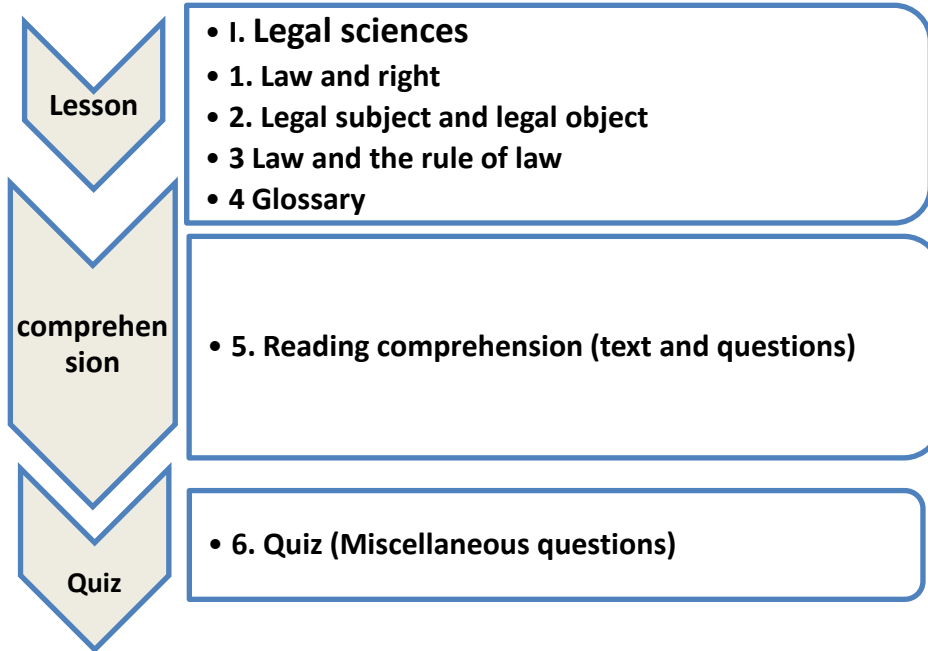 Lesson
• I. Legal sciences
• 1. Law and right
• 2. Legal subject and legal object
• 3 Law and the rule of law
• 4 Glossary
comprehen
sion
• 5. Reading comprehension (text and questions)
Quiz
• 6. Quiz (Miscellaneous questions)